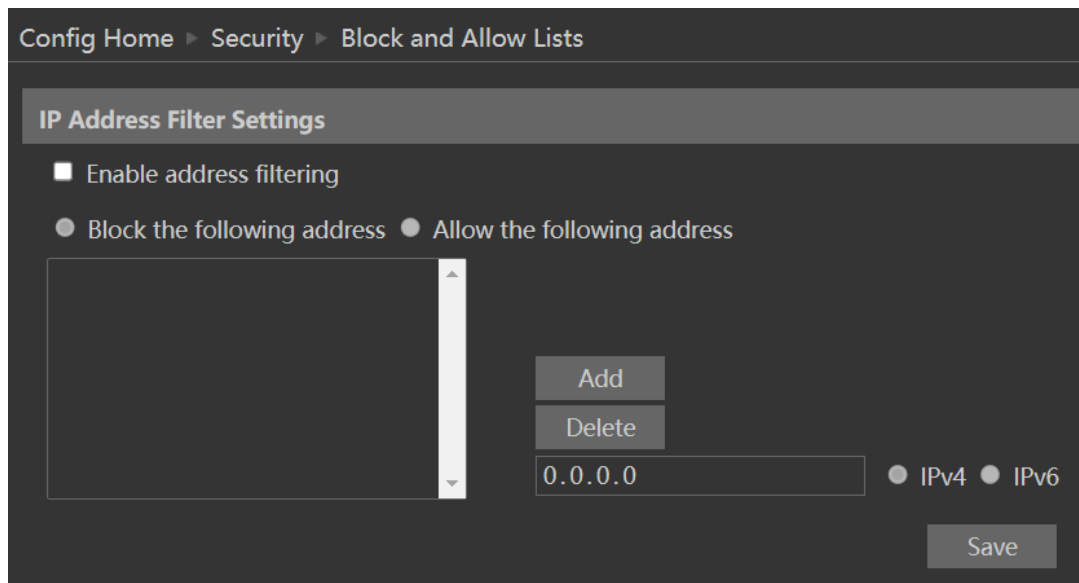 Config Home Security Block and Allow Lists
IP Address Filter Settings
Enable address filtering
Block the following address Allow the following address
Add
Delete
0.0.0.0 IPv4 IPv6
Save